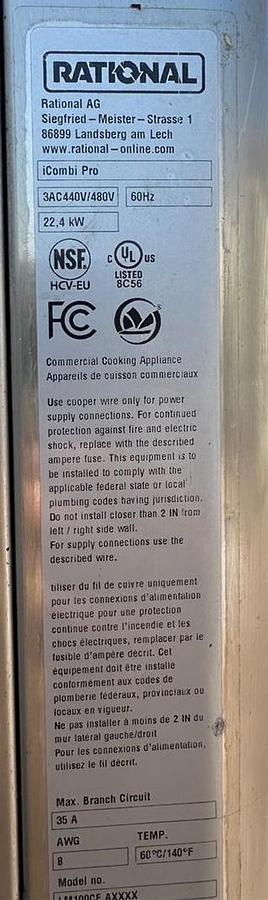 RATIONAL
Rational AG
Siegfried-Meister-Strasse 1
86899 Landsberg am Lech
www.rational-online.com
iCombi Pro
3AC440V/480V 60Hz
22,4 kW
NSF. c UL us
LISTED
HCV-EU 8C56
FC
Commercial Cooking Appliance
Appareils de cuisson commerciaux
Use cooper wire only for power
supply connections. For continued
protection against fire and electric
shock, replace with the described
ampere fuse. This equipment is to
be installed to comply with the
applicable federal state or local
plumbing codes having jurisdiction.
Do not install closer than 2 IN from
left / right side wall.
For supply connections use the
described wire.
tiliser du fil de cuivre uniquement
pour les connexions d'alimentation
électrique pour une protection
continue contre l'incendie et les
chocs électriques, remplacer par le
fusible d'ampère décrit. Cet
équipement doit être installé
conformément aux codes de
plomberie fédéraux, provinciaux ou
locaux en vigueur.
Ne pas installer à moins de 2 IN du
mur latéral gauche/droit
Pour les connexions d'alimentation,
utilisez le fil décrit.
Max. Branch Circuit
35 A
AWG TEMP.
8 60°C/140°F
Model no.
LM100CE.AXXXX